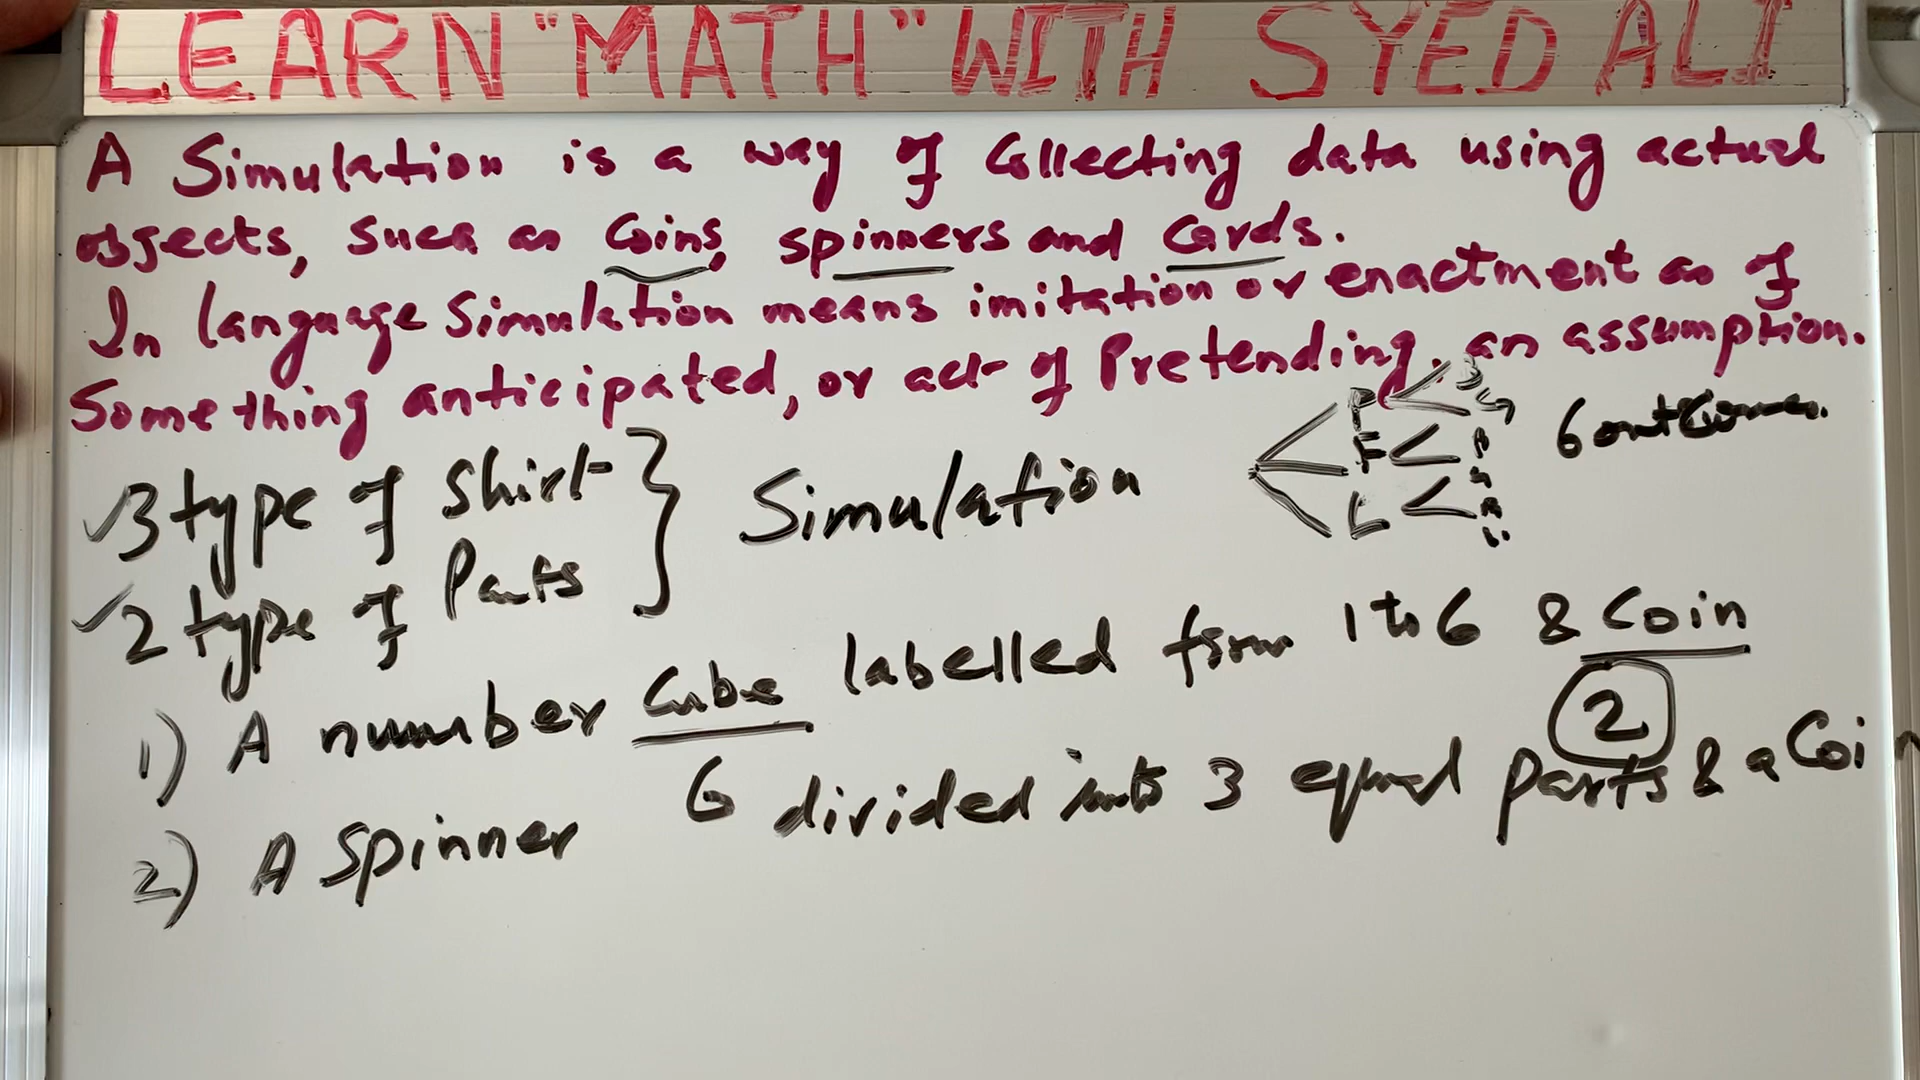 LEARN "MATH" WITH SYED ALI
A Simulation is a way of Collecting data using actual
objects, such as Coins, spinners and Cards.
In language Simulation means imitation or enactment as of
Something anticipated, or act of Pretending, an assumption.
3 type of Shirt
2 type of Pants
Simulation
P
F
L
6 outcomes.
1) A number Cube labelled from 1 to 6 & Coin
6
2
2) A Spinner divided into 3 equal parts & a Coin